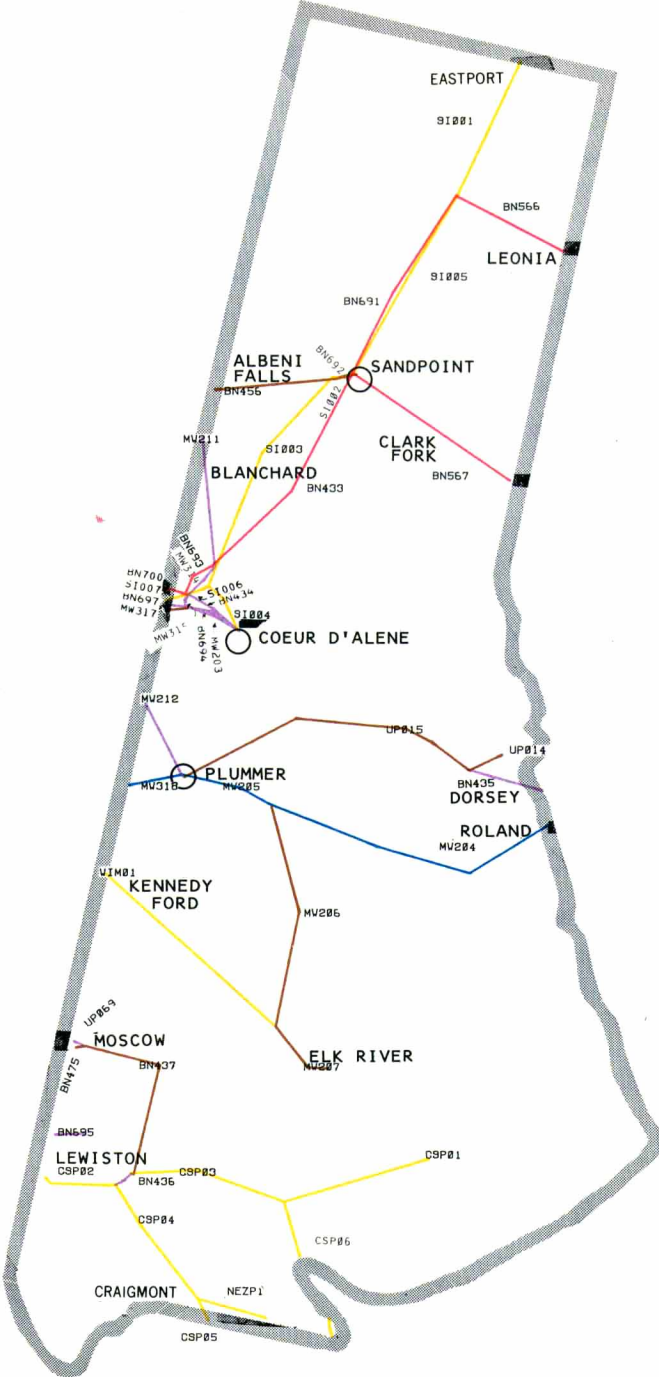 EASTPORT
SI001
BN566
LEONIA
SI005
BN691
BN692
SANDPOINT
ALBENI
FALLS
BN456
SI002
MW211
SI003
CLARK
FORK
BLANCHARD
BN567
BN433
BN693
BN700
SI007
SI006
BN697
BN434
MW317
SI004
BN694
MW203
COEUR D'ALENE
MW212
UP015
UP014
PLUMMER
MW318
MW205
BN435
DORSEY
ROLAND
MW204
WIM01
KENNEDY
FORD
MW206
UP069
MOSCOW
ELK RIVER
BN437
MW207
BN475
BN695
LEWISTON
CSP01
CSP02
CSP03
BN436
CSP04
CSP06
CRAIGMONT
NEZP1
CSP05